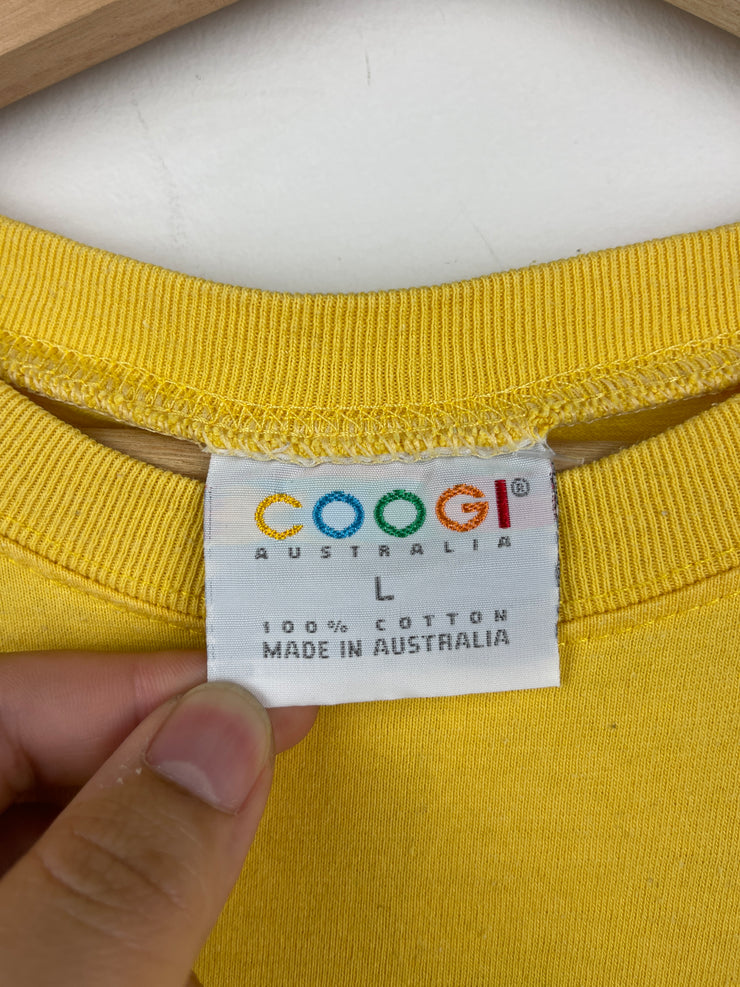 COOGI®
AUSTRALIA
L
100% COTTON
MADE IN AUSTRALIA